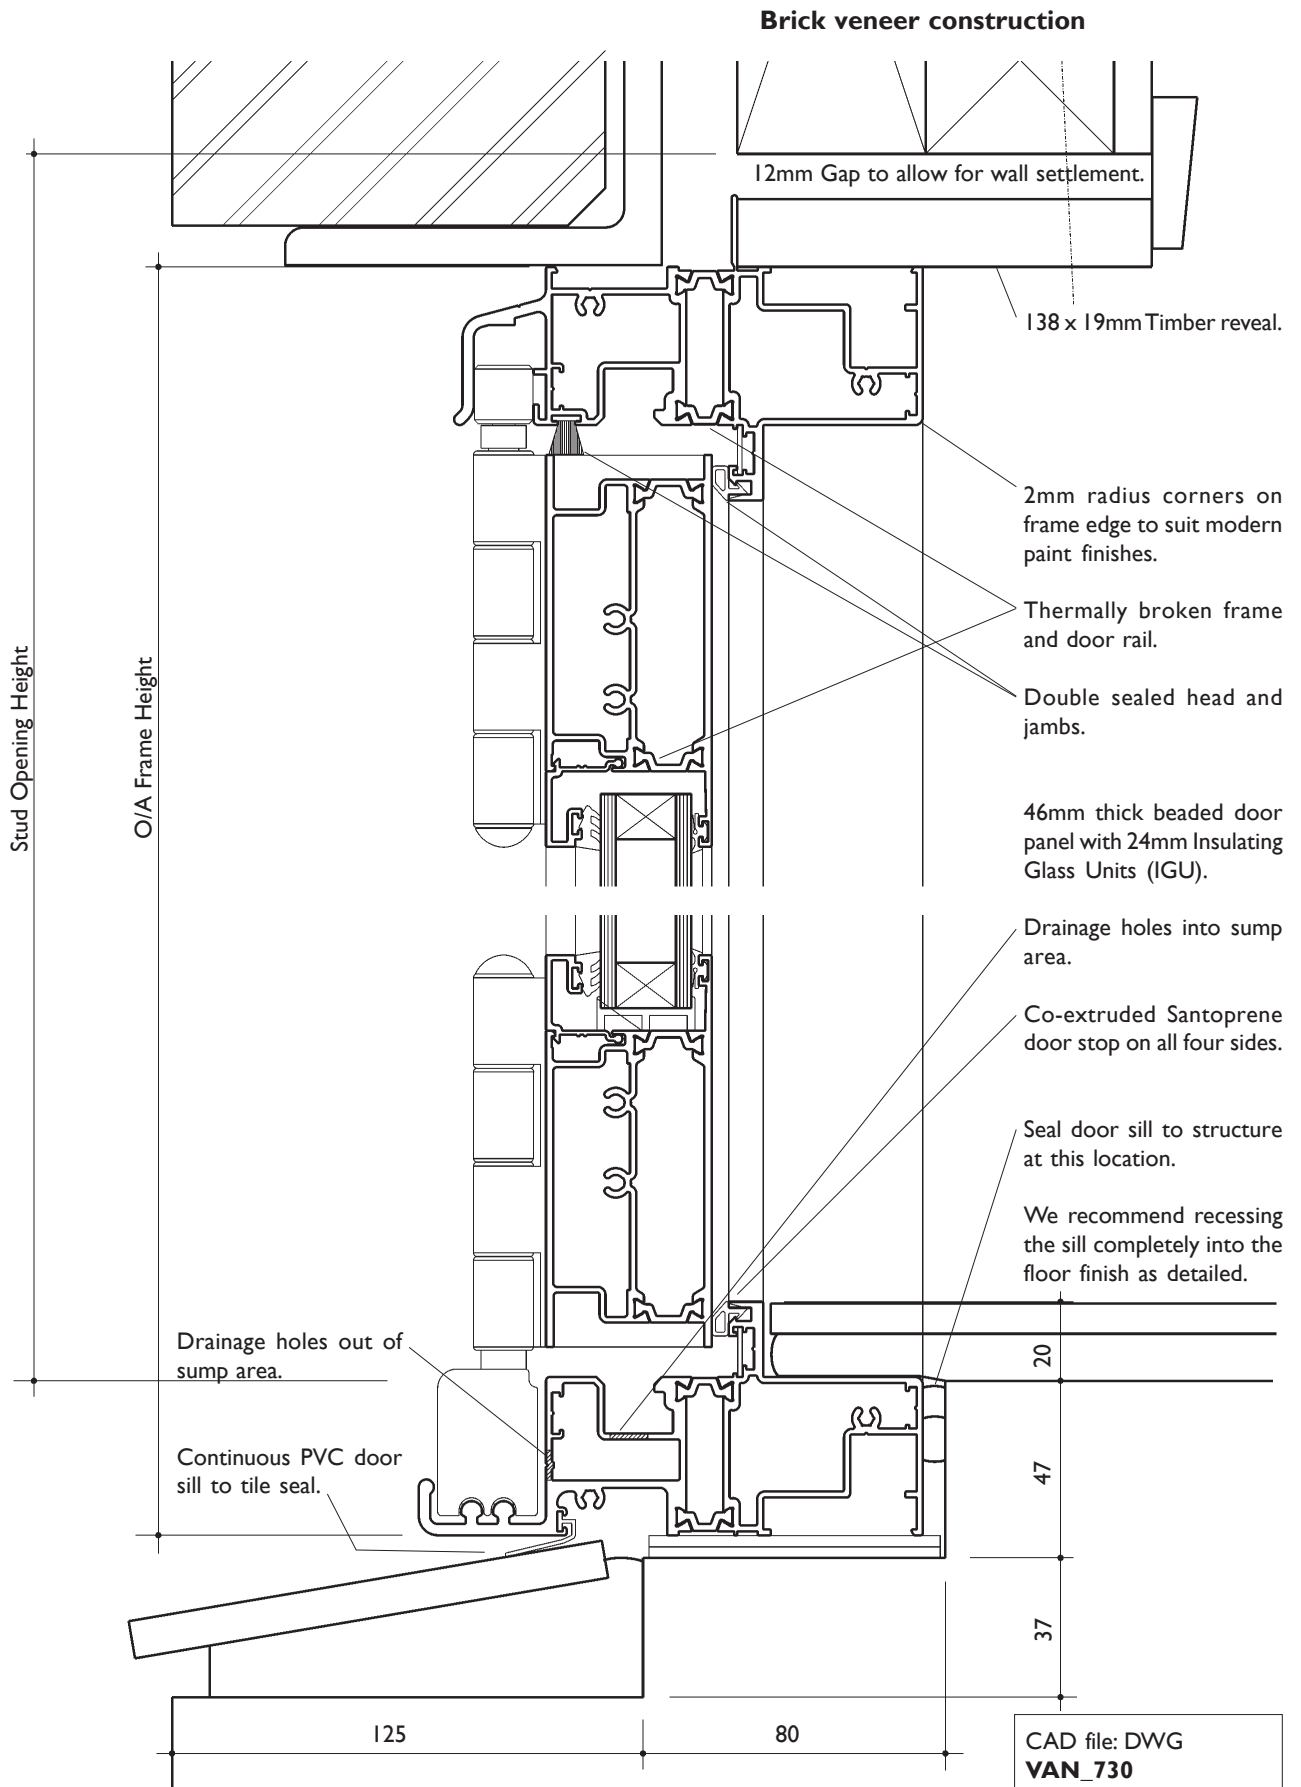 Brick veneer construction
12mm Gap to allow for wall settlement.
138 x 19mm Timber reveal.
2mm radius corners on
frame edge to suit modern
paint finishes.
Thermally broken frame
and door rail.
Double sealed head and
jambs.
Stud Opening Height
O/A Frame Height
46mm thick beaded door
panel with 24mm Insulating
Glass Units (IGU).
Drainage holes into sump
area.
Co-extruded Santoprene
door stop on all four sides.
Seal door sill to structure
at this location.
We recommend recessing
the sill completely into the
floor finish as detailed.
Drainage holes out of
sump area.
Continuous PVC door
sill to tile seal.
20
47
37
125
80
CAD file: DWG
VAN_730